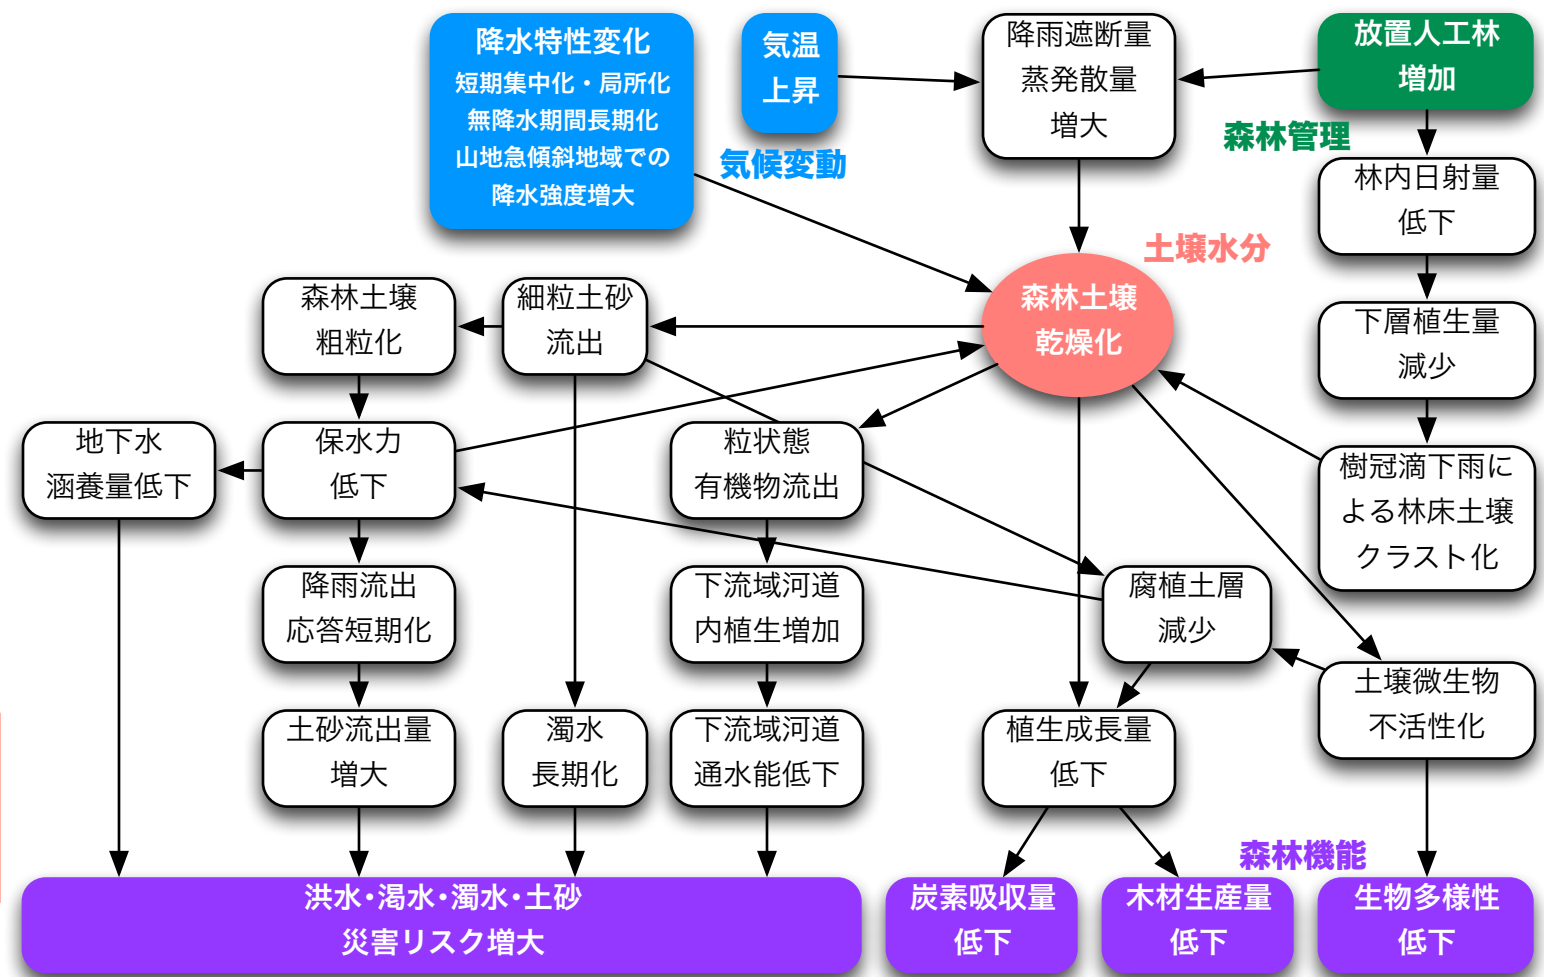 降水特性変化
短期集中化・局所化
無降水期間長期化
山地急傾斜地域での
降水強度増大
気温
上昇
気候変動
降雨遮断量
蒸発散量
増大
放置人工林
増加
森林管理
林内日射量
低下
土壌水分
森林土壌
乾燥化
下層植生量
減少
樹冠滴下雨に
よる林床土壌
クラスト化
森林土壌
粗粒化
細粒土砂
流出
地下水
涵養量低下
保水力
低下
粒状態
有機物流出
降雨流出
応答短期化
下流域河道
内植生増加
腐植土層
減少
土壌微生物
不活性化
土砂流出量
増大
濁水
長期化
下流域河道
通水能低下
植生成長量
低下
森林機能
洪水・渇水・濁水・土砂
災害リスク増大
炭素吸収量
低下
木材生産量
低下
生物多様性
低下